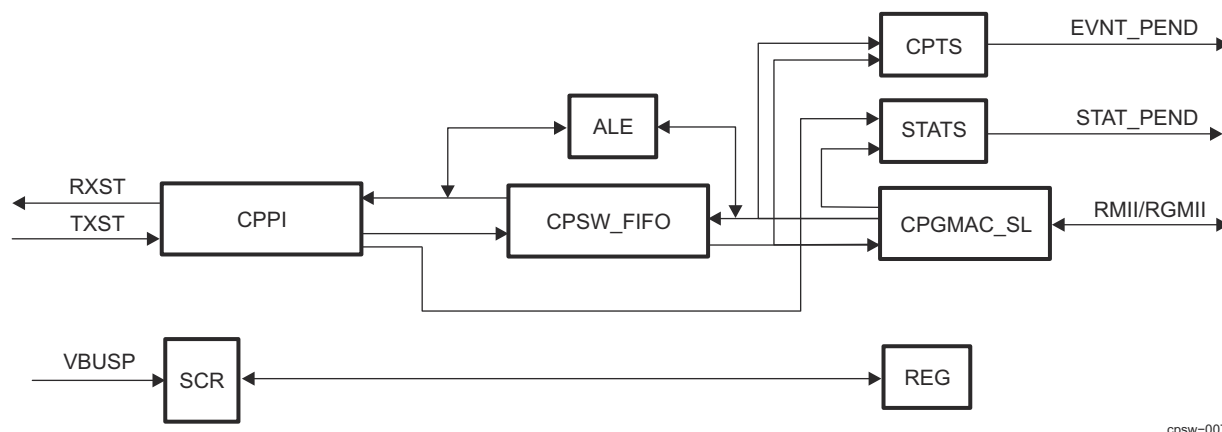 CPTS
EVNT_PEND
ALE
STATS
STAT_PEND
RXST
TXST
CPPI
CPSW_FIFO
CPGMAC_SL
RMII/RGMII
VBUSP
SCR
REG